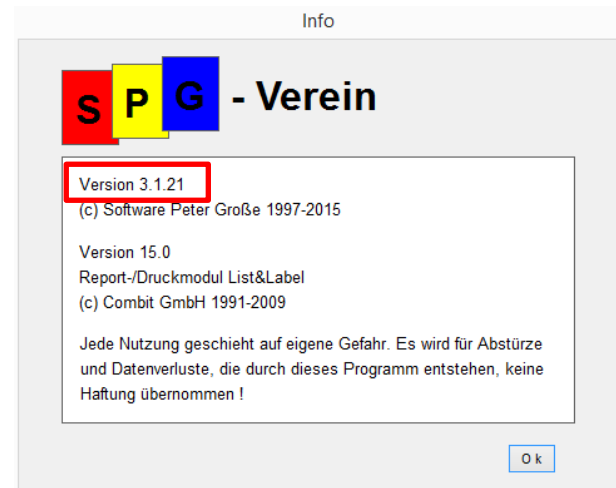 Info
S P G - Verein
Version 3.1.21
(c) Software Peter Große 1997-2015
Version 15.0
Report-/Druckmodul List&Label
(c) Combit GmbH 1991-2009
Jede Nutzung geschieht auf eigene Gefahr. Es wird für Abstürze
und Datenverluste, die durch dieses Programm entstehen, keine
Haftung übernommen !
O k